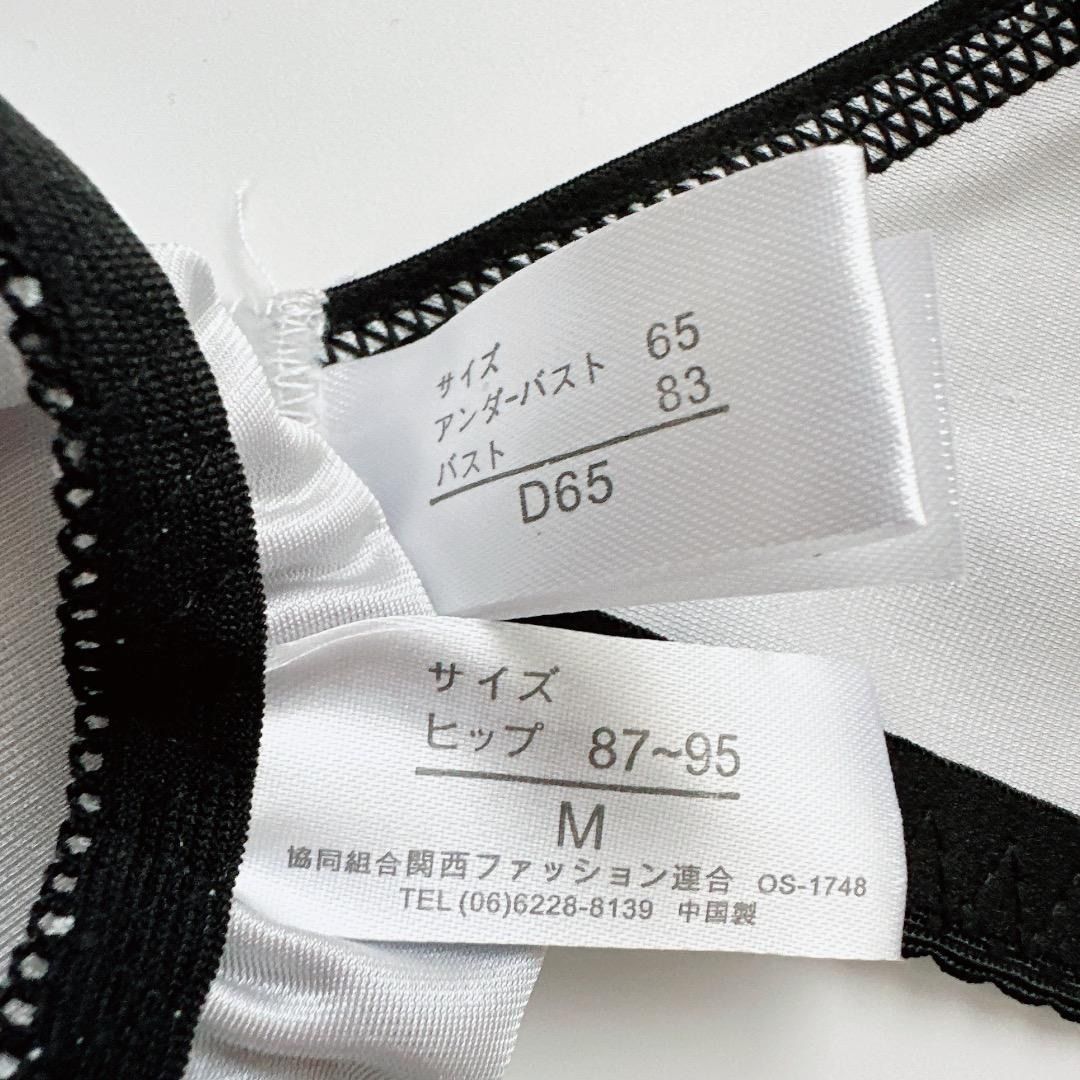 サイズ
アンダーバスト 65
バスト 83
D65
サイズ
ヒップ 87~95
M
協同組合関西ファッション連合 OS-1748
TEL (06)6228-8139 中国製